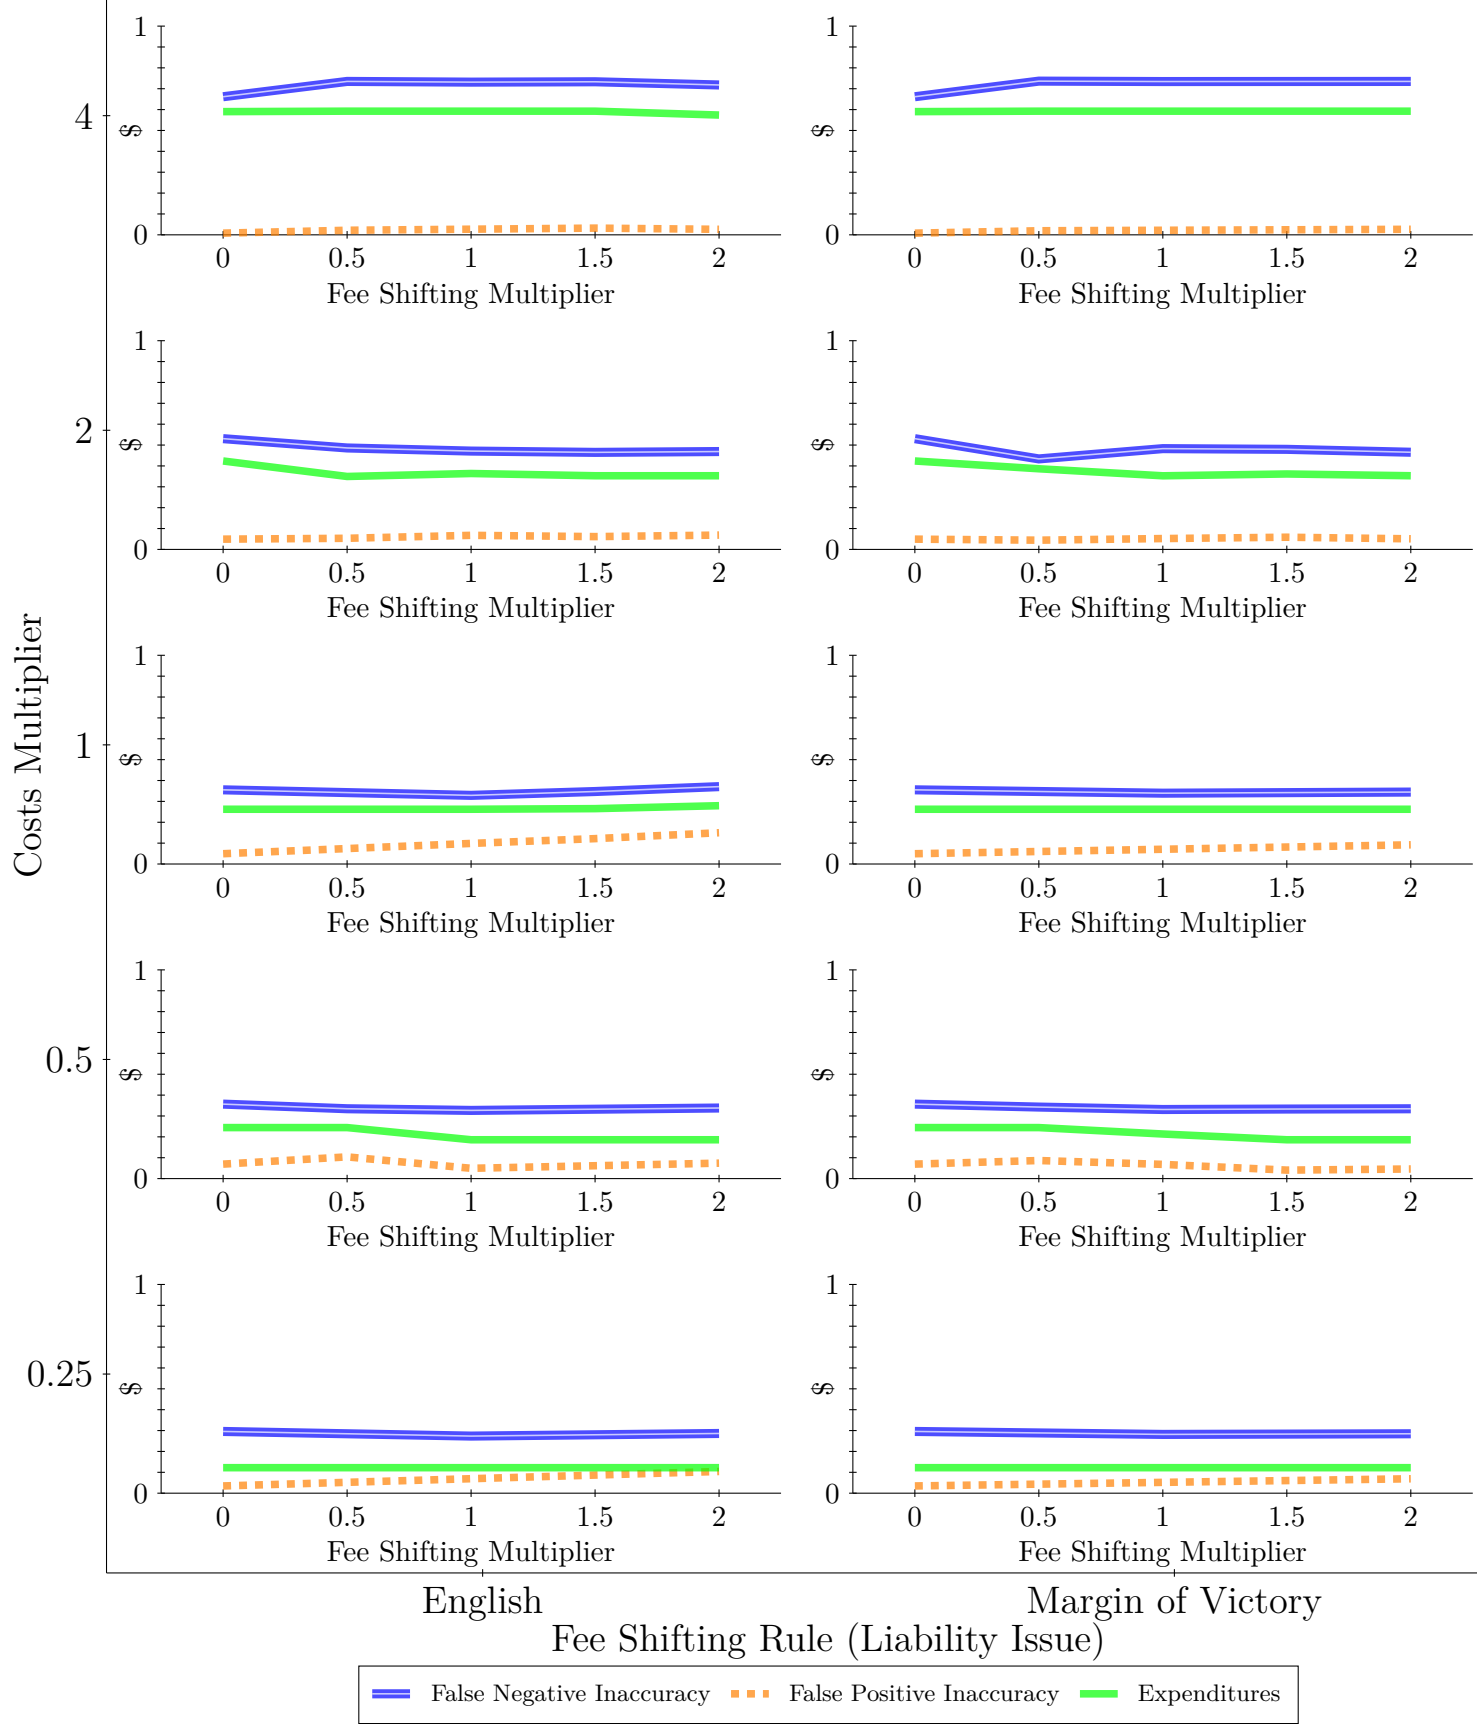 Costs Multiplier
4
1
$
0
0 0.5 1 1.5 2
Fee Shifting Multiplier
1
$
0
0 0.5 1 1.5 2
Fee Shifting Multiplier
2
1
$
0
0 0.5 1 1.5 2
Fee Shifting Multiplier
1
$
0
0 0.5 1 1.5 2
Fee Shifting Multiplier
1
1
$
0
0 0.5 1 1.5 2
Fee Shifting Multiplier
1
$
0
0 0.5 1 1.5 2
Fee Shifting Multiplier
0.5
1
$
0
0 0.5 1 1.5 2
Fee Shifting Multiplier
1
$
0
0 0.5 1 1.5 2
Fee Shifting Multiplier
0.25
1
$
0
0 0.5 1 1.5 2
Fee Shifting Multiplier
1
$
0
0 0.5 1 1.5 2
Fee Shifting Multiplier
English
Margin of Victory
Fee Shifting Rule (Liability Issue)
False Negative Inaccuracy False Positive Inaccuracy Expenditures